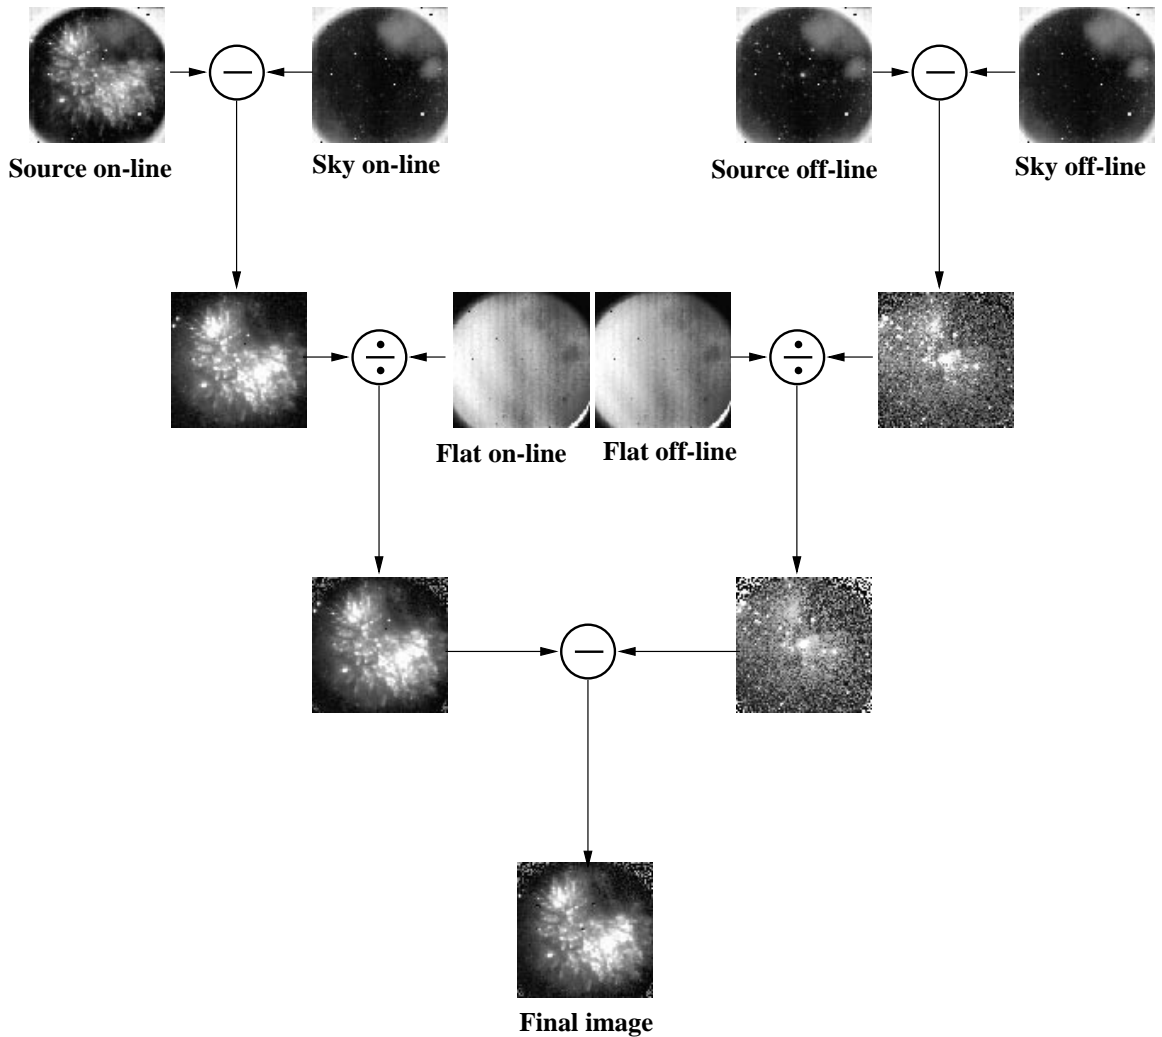 Source on-line
Sky on-line
Source off-line
Sky off-line
Flat on-line
Flat off-line
Final image